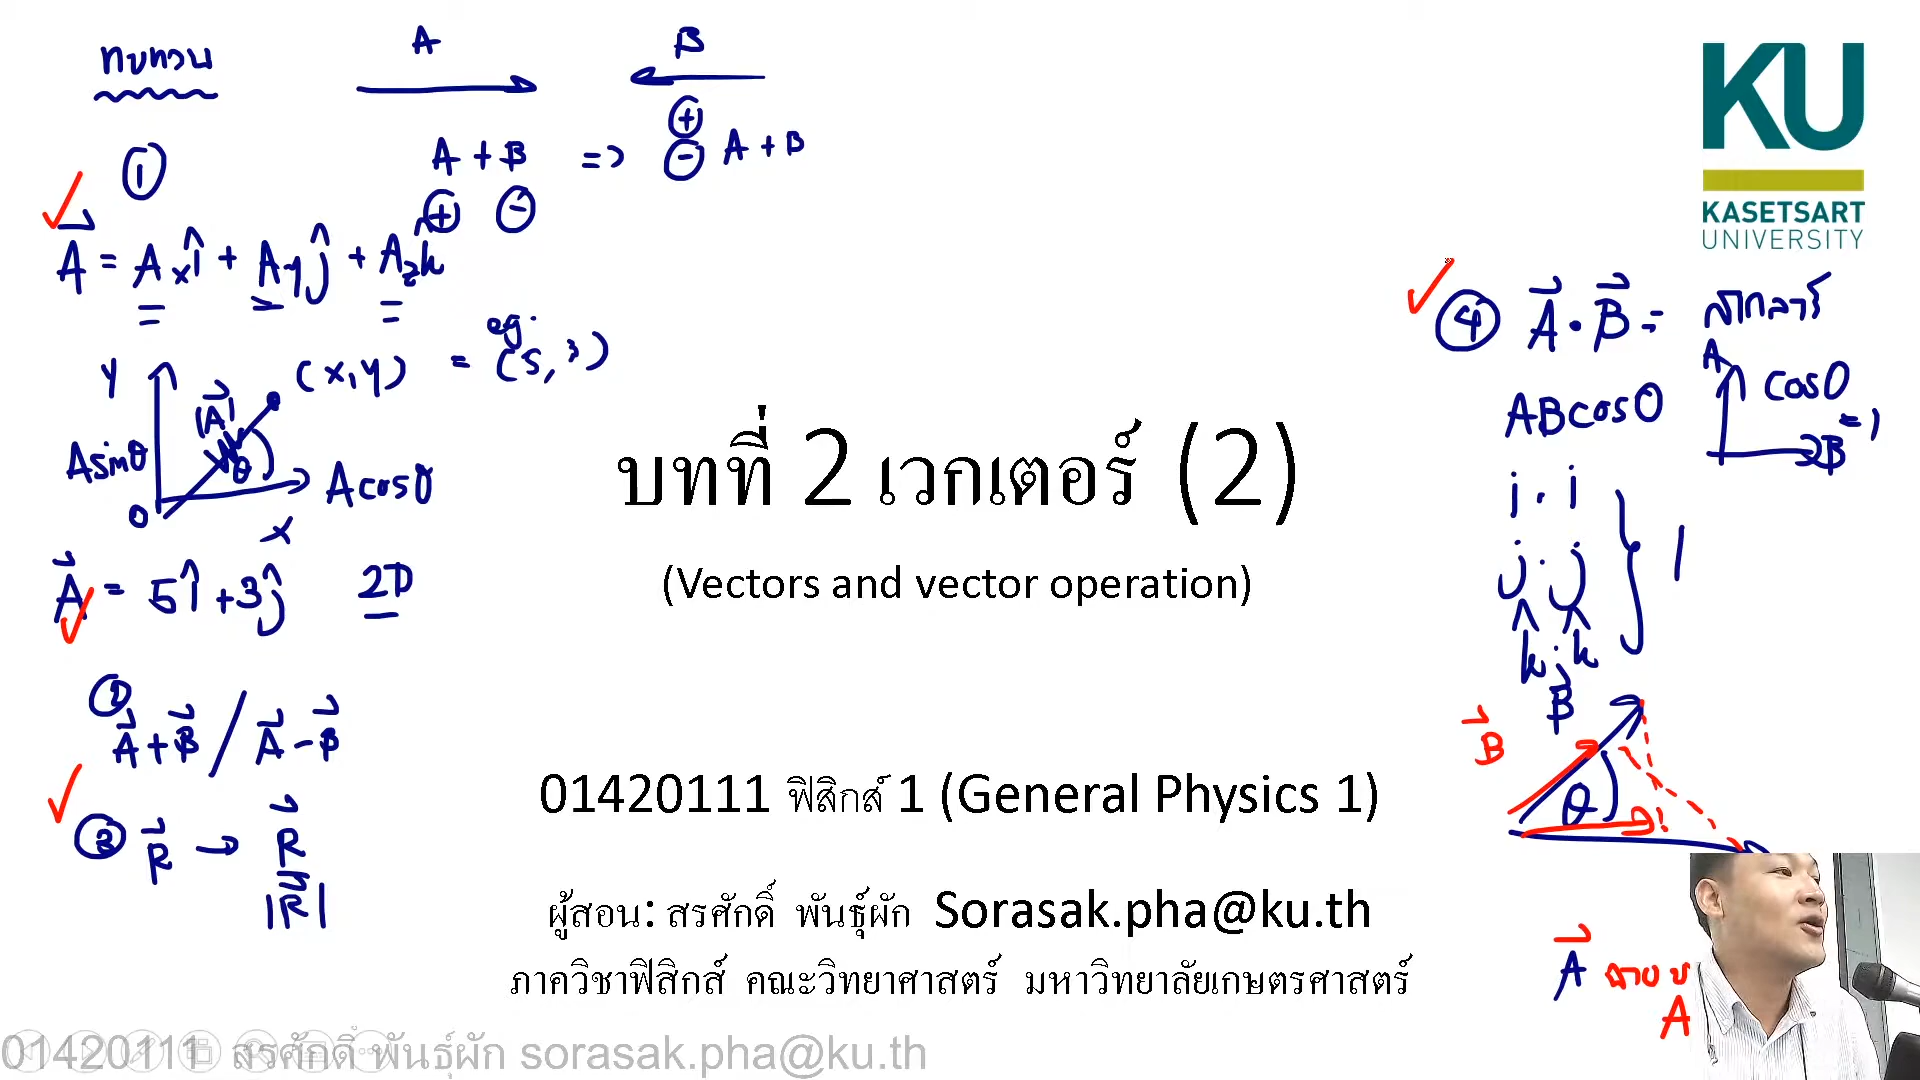 ทบทวน
A
B
A + B => + - A + B
+ -
①
A = Axî + Ayĵ + Azk̂
Y
|A|
(x,y) = eg. (5, 3)
A sinθ
θ
A cosθ
O
x
A = 5î + 3ĵ 2D
②
A + B / A - B
③ R → R
|R|
KU
KASETSART
UNIVERSITY
④ A · B = สเกลาร์
ABcosθ
A
cosθ
= 1
B
i · i
j · j
k · k
1
B
B
θ
A
A
บทที่ 2 เวกเตอร์ (2)
(Vectors and vector operation)
01420111 ฟิสิกส์ 1 (General Physics 1)
ผู้สอน: สรศักดิ์ พันธุ์ผัก Sorasak.pha@ku.th
ภาควิชาฟิสิกส์ คณะวิทยาศาสตร์ มหาวิทยาลัยเกษตรศาสตร์
01420111 สรศักดิ์ พันธุ์ผัก sorasak.pha@ku.th